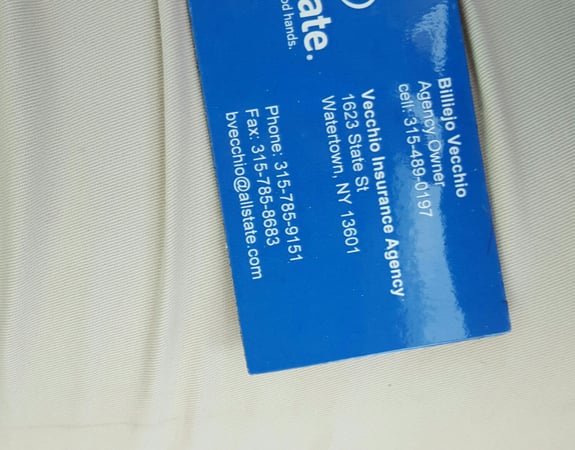 ate.
od hands.
Billiejo Vecchio
Agency Owner
cell: 315-489-0197
Vecchio Insurance Agency
1623 State St
Watertown, NY 13601
Phone: 315-785-9151
Fax: 315-785-8683
bvecchio@allstate.com